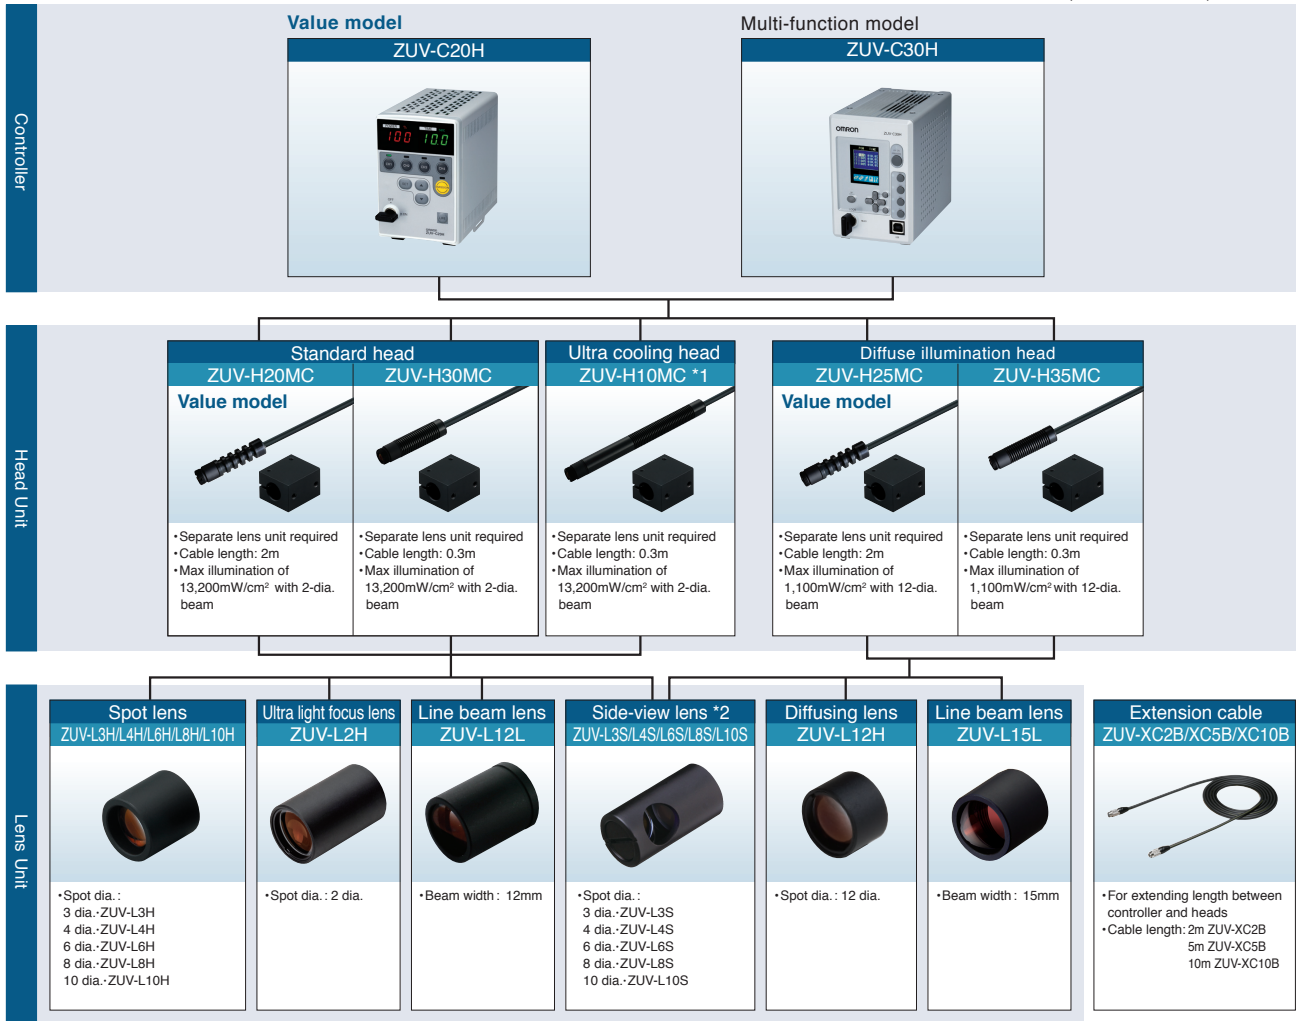 Value model
Multi-function model
ZUV-C20H
ZUV-C30H
Controller
100
10.0
OMRON
Head Unit
Standard head
Ultra cooling head
Diffuse illumination head
ZUV-H20MC
ZUV-H30MC
ZUV-H10MC *1
ZUV-H25MC
ZUV-H35MC
Value model
Value model
・Separate lens unit required
・Cable length: 2m
・Max illumination of
13,200mW/cm² with 2-dia.
beam
・Separate lens unit required
・Cable length: 0.3m
・Max illumination of
13,200mW/cm² with 2-dia.
beam
・Separate lens unit required
・Cable length: 0.3m
・Max illumination of
13,200mW/cm² with 2-dia.
beam
・Separate lens unit required
・Cable length: 2m
・Max illumination of
1,100mW/cm² with 12-dia.
beam
・Separate lens unit required
・Cable length: 0.3m
・Max illumination of
1,100mW/cm² with 12-dia.
beam
Lens Unit
Spot lens
ZUV-L3H/L4H/L6H/L8H/L10H
・Spot dia. :
3 dia.・ZUV-L3H
4 dia.・ZUV-L4H
6 dia.・ZUV-L6H
8 dia.・ZUV-L8H
10 dia.・ZUV-L10H
Ultra light focus lens
ZUV-L2H
・Spot dia. : 2 dia.
Line beam lens
ZUV-L12L
・Beam width : 12mm
Side-view lens *2
ZUV-L3S/L4S/L6S/L8S/L10S
・Spot dia. :
3 dia.・ZUV-L3S
4 dia.・ZUV-L4S
6 dia.・ZUV-L6S
8 dia.・ZUV-L8S
10 dia.・ZUV-L10S
Diffusing lens
ZUV-L12H
・Spot dia. : 12 dia.
Line beam lens
ZUV-L15L
・Beam width : 15mm
Extension cable
ZUV-XC2B/XC5B/XC10B
・For extending length between
controller and heads
・Cable length: 2m ZUV-XC2B
5m ZUV-XC5B
10m ZUV-XC10B